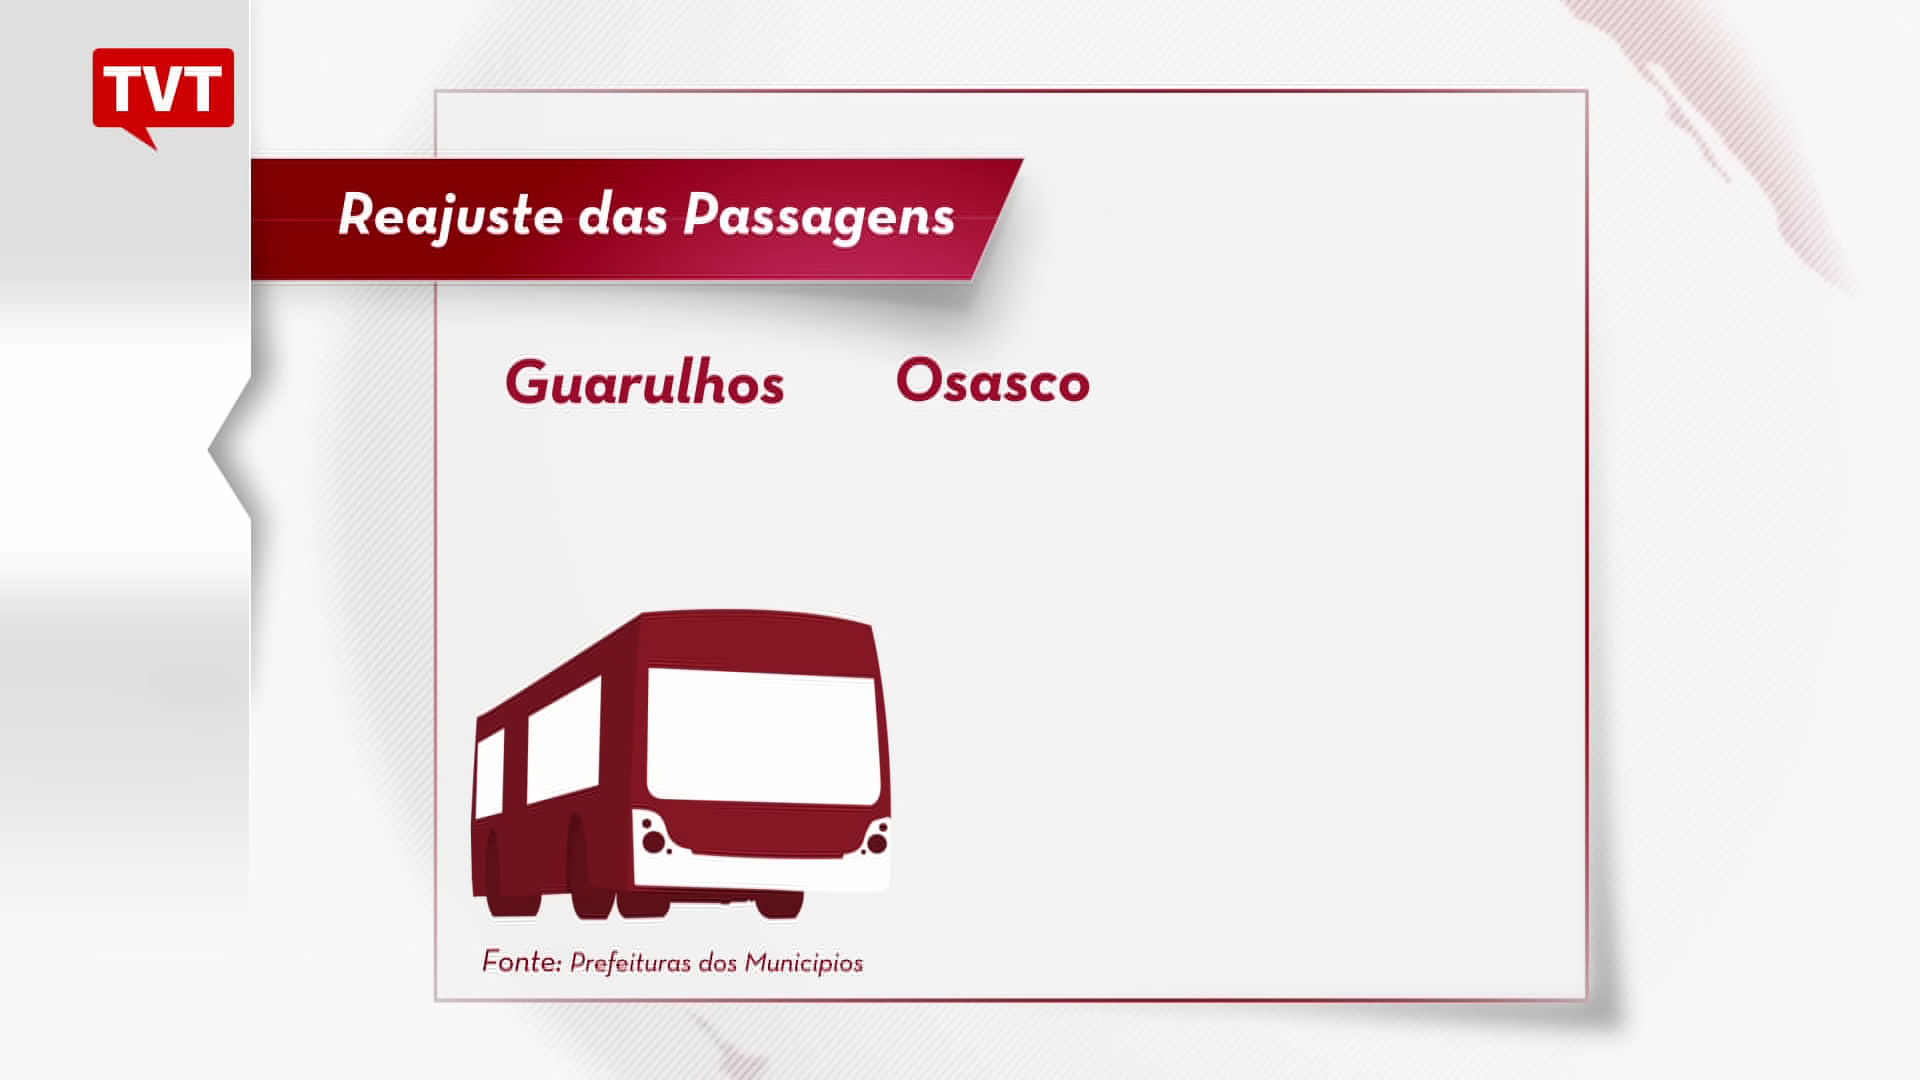 TVT
Reajuste das Passagens
Guarulhos Osasco
Fonte: Prefeituras dos Municipios